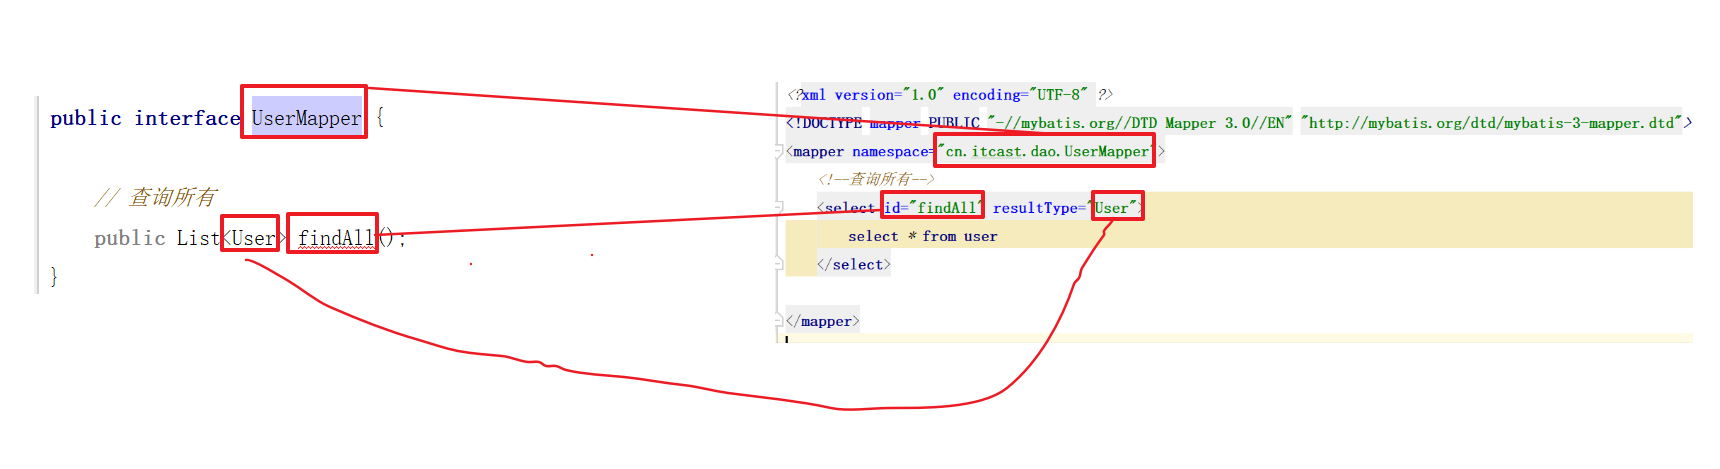 public interface UserMapper {
// 查询所有
public List<User> findAll();
}
<?xml version="1.0" encoding="UTF-8" ?>
<!DOCTYPE mapper PUBLIC "-//mybatis.org//DTD Mapper 3.0//EN" "http://mybatis.org/dtd/mybatis-3-mapper.dtd">
<mapper namespace="cn.itcast.dao.UserMapper">
<!--查询所有-->
<select id="findAll" resultType="User">
select * from user
</select>
</mapper>